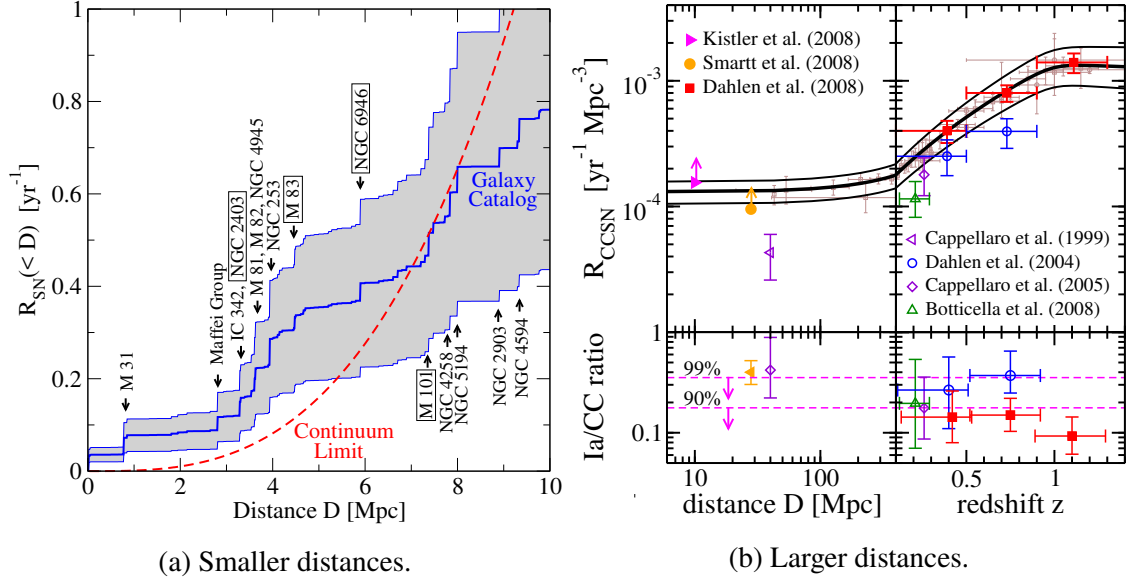 1
0.8
0.6
0.4
0.2
0
R_SN(< D) [yr^-1]
M 31
Maffei Group
IC 342, NGC 2403
M 81, M 82, NGC 4945
NGC 253
M 83
NGC 6946
M 101
NGC 4258
NGC 5194
NGC 2903
NGC 4594
Galaxy
Catalog
Continuum
Limit
0 2 4 6 8 10
Distance D [Mpc]
(a) Smaller distances.
Kistler et al. (2008)
Smartt et al. (2008)
Dahlen et al. (2008)
10^-3
10^-4
1
R_CCSN [yr^-1 Mpc^-3]
Cappellaro et al. (1999)
Dahlen et al. (2004)
Cappellaro et al. (2005)
Botticella et al. (2008)
99%
90%
0.1
Ia/CC ratio
10 100
distance D [Mpc]
0.5 1
redshift z
(b) Larger distances.